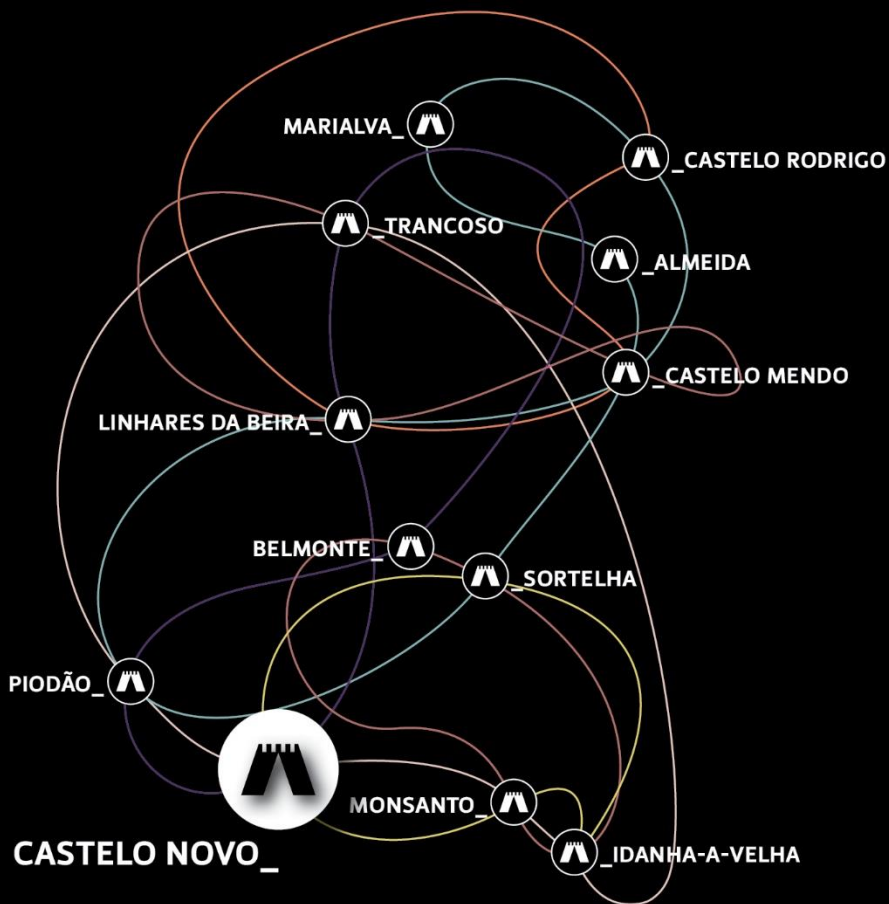 MARIALVA_
_CASTELO RODRIGO
_TRANCOSO
_ALMEIDA
_CASTELO MENDO
LINHARES DA BEIRA_
BELMONTE_
_SORTELHA
PIODÃO_
MONSANTO_
CASTELO NOVO_
_IDANHA-A-VELHA